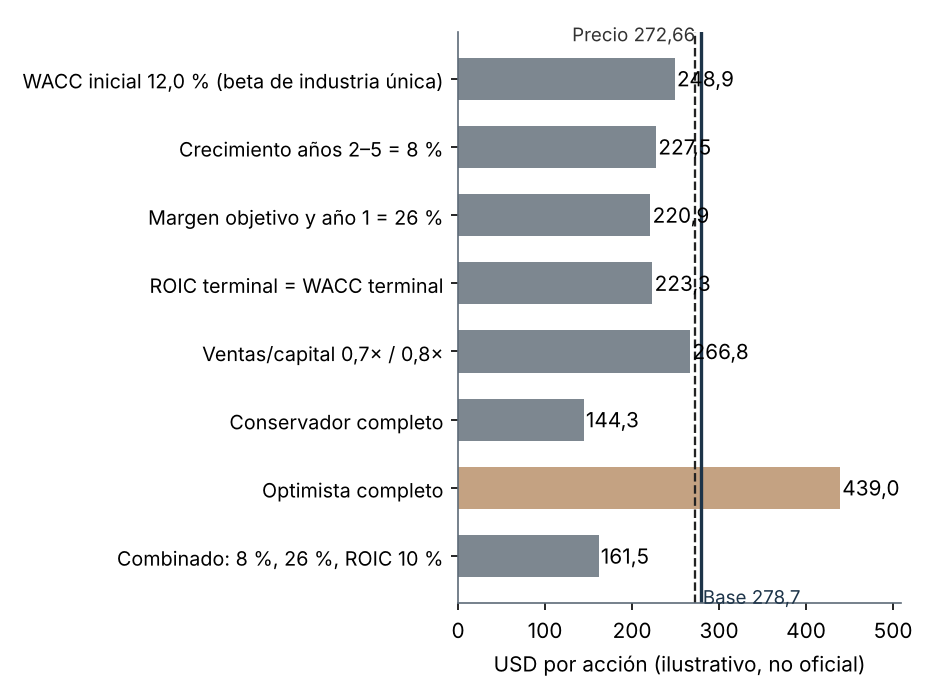 Precio 272,66
WACC inicial 12,0 % (beta de industria única) 248,9
Crecimiento años 2–5 = 8 % 227,5
Margen objetivo y año 1 = 26 % 220,9
ROIC terminal = WACC terminal 223,3
Ventas/capital 0,7× / 0,8× 266,8
Conservador completo 144,3
Optimista completo 439,0
Combinado: 8 %, 26 %, ROIC 10 % 161,5
Base 278,7
0 100 200 300 400 500
USD por acción (ilustrativo, no oficial)